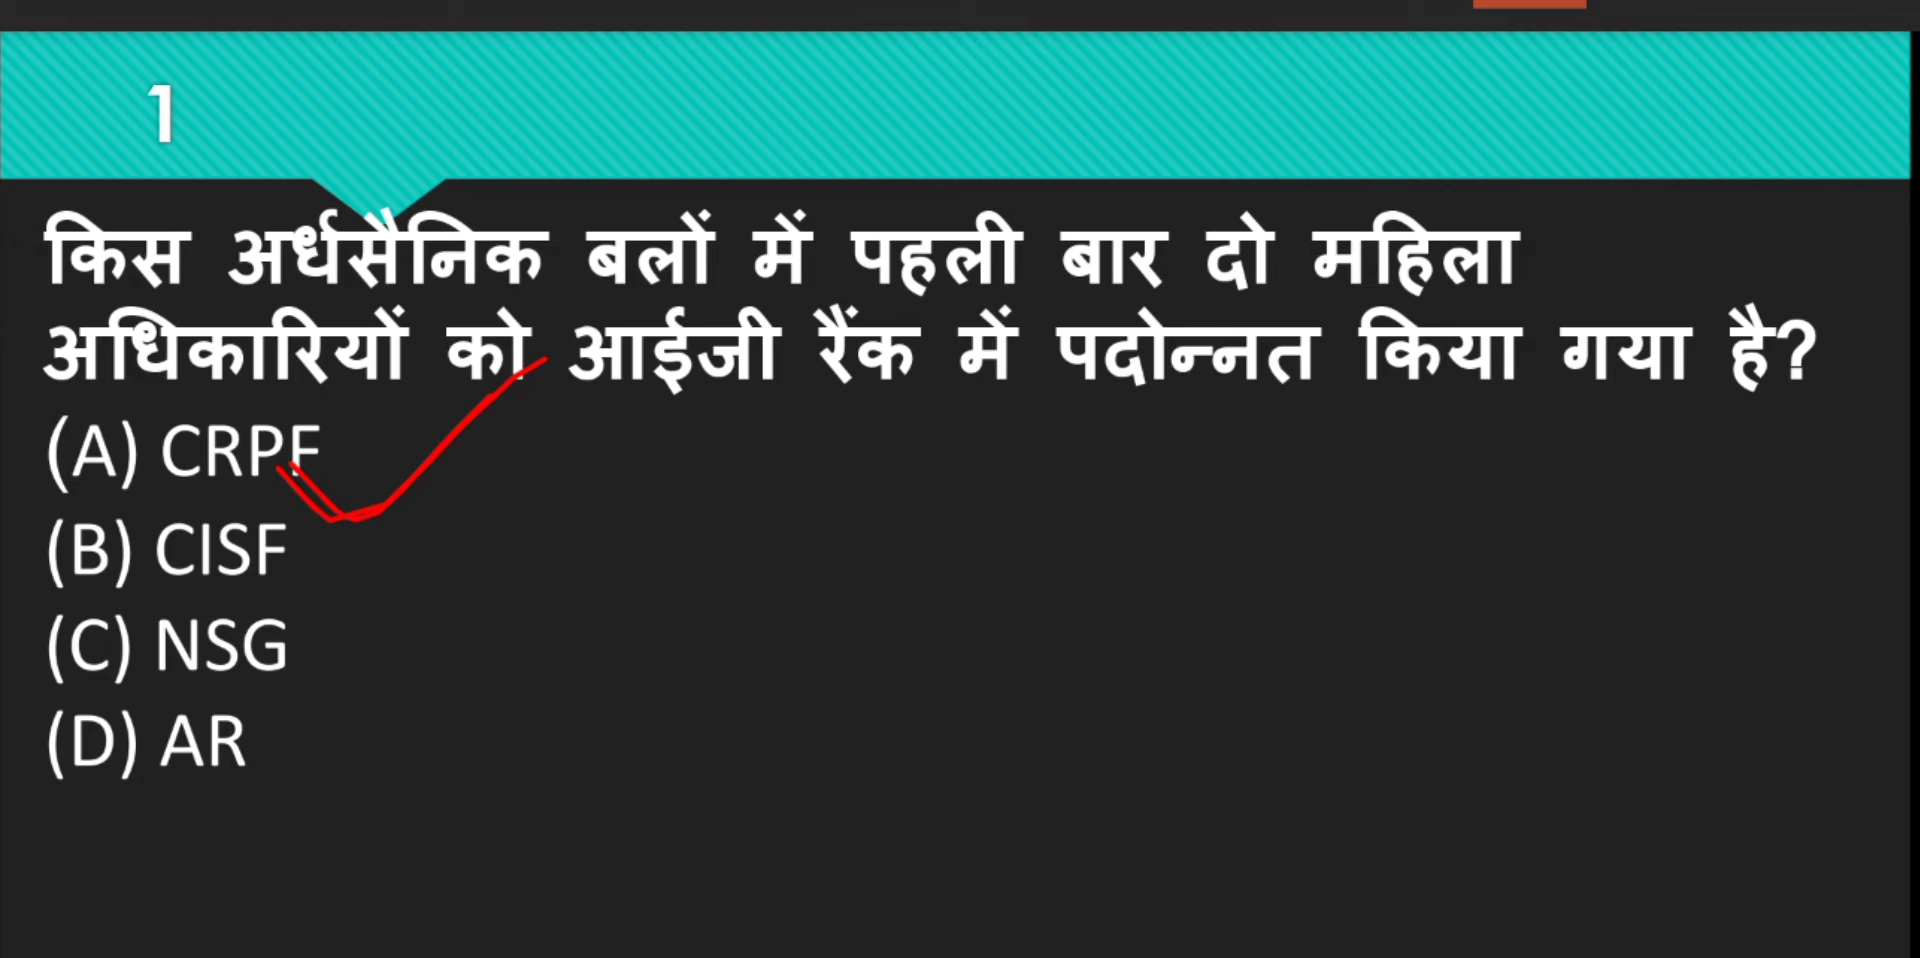 1
किस अर्धसैनिक बलों में पहली बार दो महिला
अधिकारियों को आईजी रैंक में पदोन्नत किया गया है?
(A) CRPF
(B) CISF
(C) NSG
(D) AR